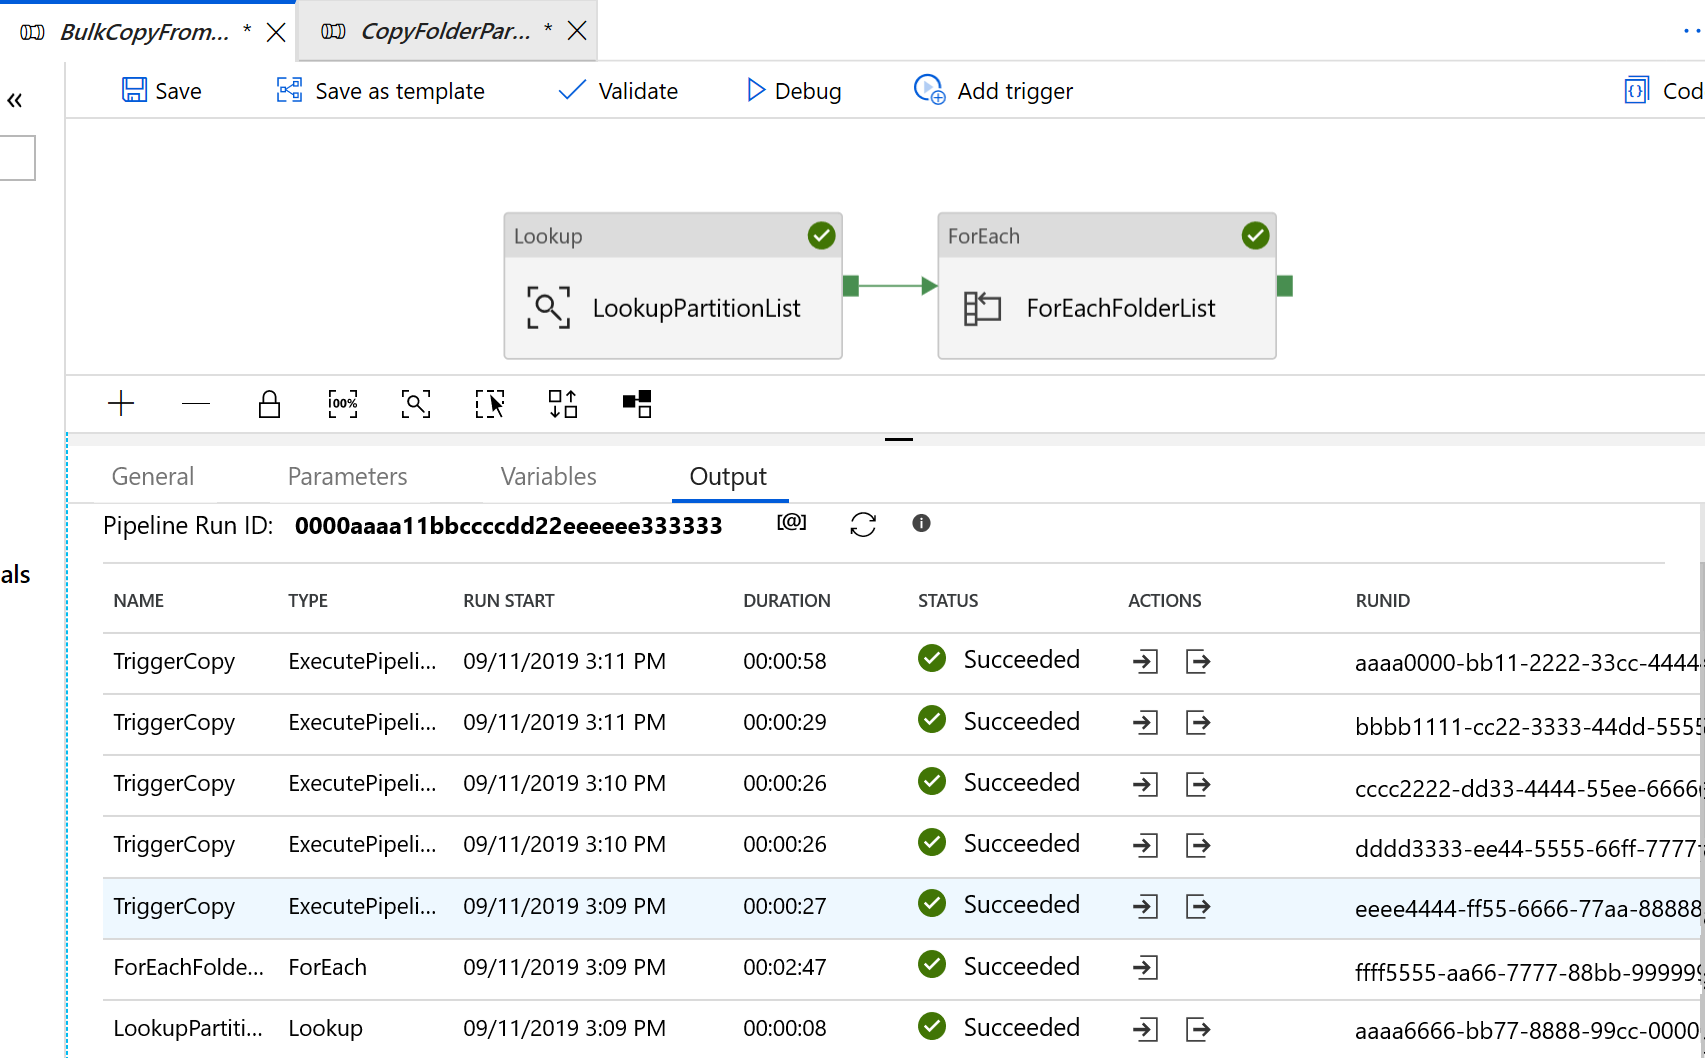 BulkCopyFrom... * CopyFolderPar... *
Save Save as template Validate Debug Add trigger Cod
Lookup ForEach
LookupPartitionList ForEachFolderList
00%
General Parameters Variables Output
Pipeline Run ID: 0000aaaa11bbccccdd22eeeeee333333 [@]
als
NAME TYPE RUN START DURATION STATUS ACTIONS RUNID
TriggerCopy ExecutePipeli... 09/11/2019 3:11 PM 00:00:58 Succeeded aaaa0000-bb11-2222-33cc-4444
TriggerCopy ExecutePipeli... 09/11/2019 3:11 PM 00:00:29 Succeeded bbbb1111-cc22-3333-44dd-5555
TriggerCopy ExecutePipeli... 09/11/2019 3:10 PM 00:00:26 Succeeded cccc2222-dd33-4444-55ee-6666
TriggerCopy ExecutePipeli... 09/11/2019 3:10 PM 00:00:26 Succeeded dddd3333-ee44-5555-66ff-7777
TriggerCopy ExecutePipeli... 09/11/2019 3:09 PM 00:00:27 Succeeded eeee4444-ff55-6666-77aa-88888
ForEachFolde... ForEach 09/11/2019 3:09 PM 00:02:47 Succeeded ffff5555-aa66-7777-88bb-999999
LookupPartiti... Lookup 09/11/2019 3:09 PM 00:00:08 Succeeded aaaa6666-bb77-8888-99cc-0000